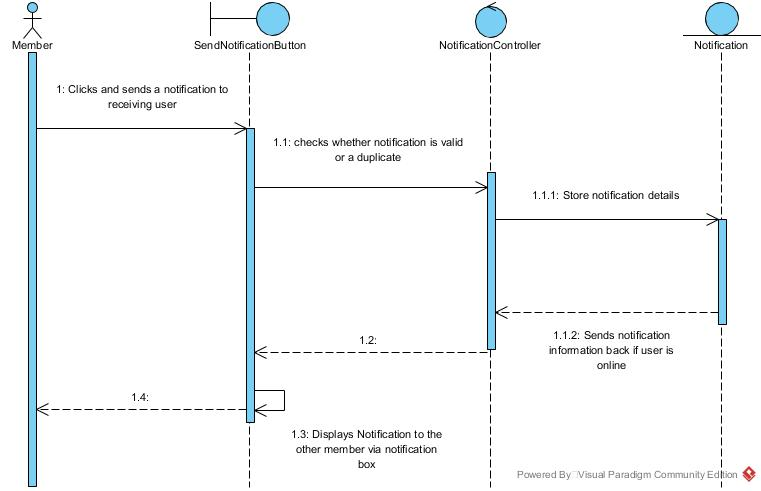 Member
SendNotificationButton
NotificationController
Notification
1: Clicks and sends a notification to
receiving user
1.1: checks whether notification is valid
or a duplicate
1.1.1: Store notification details
1.1.2: Sends notification
information back if user is
online
1.2:
1.3: Displays Notification to the
other member via notification
box
1.4:
Powered By Visual Paradigm Community Edition